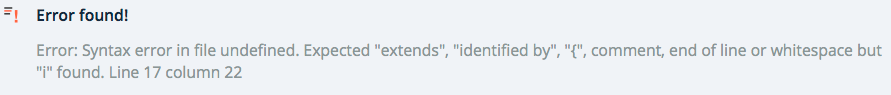 Error found!
Error: Syntax error in file undefined. Expected "extends", "identified by", "{", comment, end of line or whitespace but
"i" found. Line 17 column 22